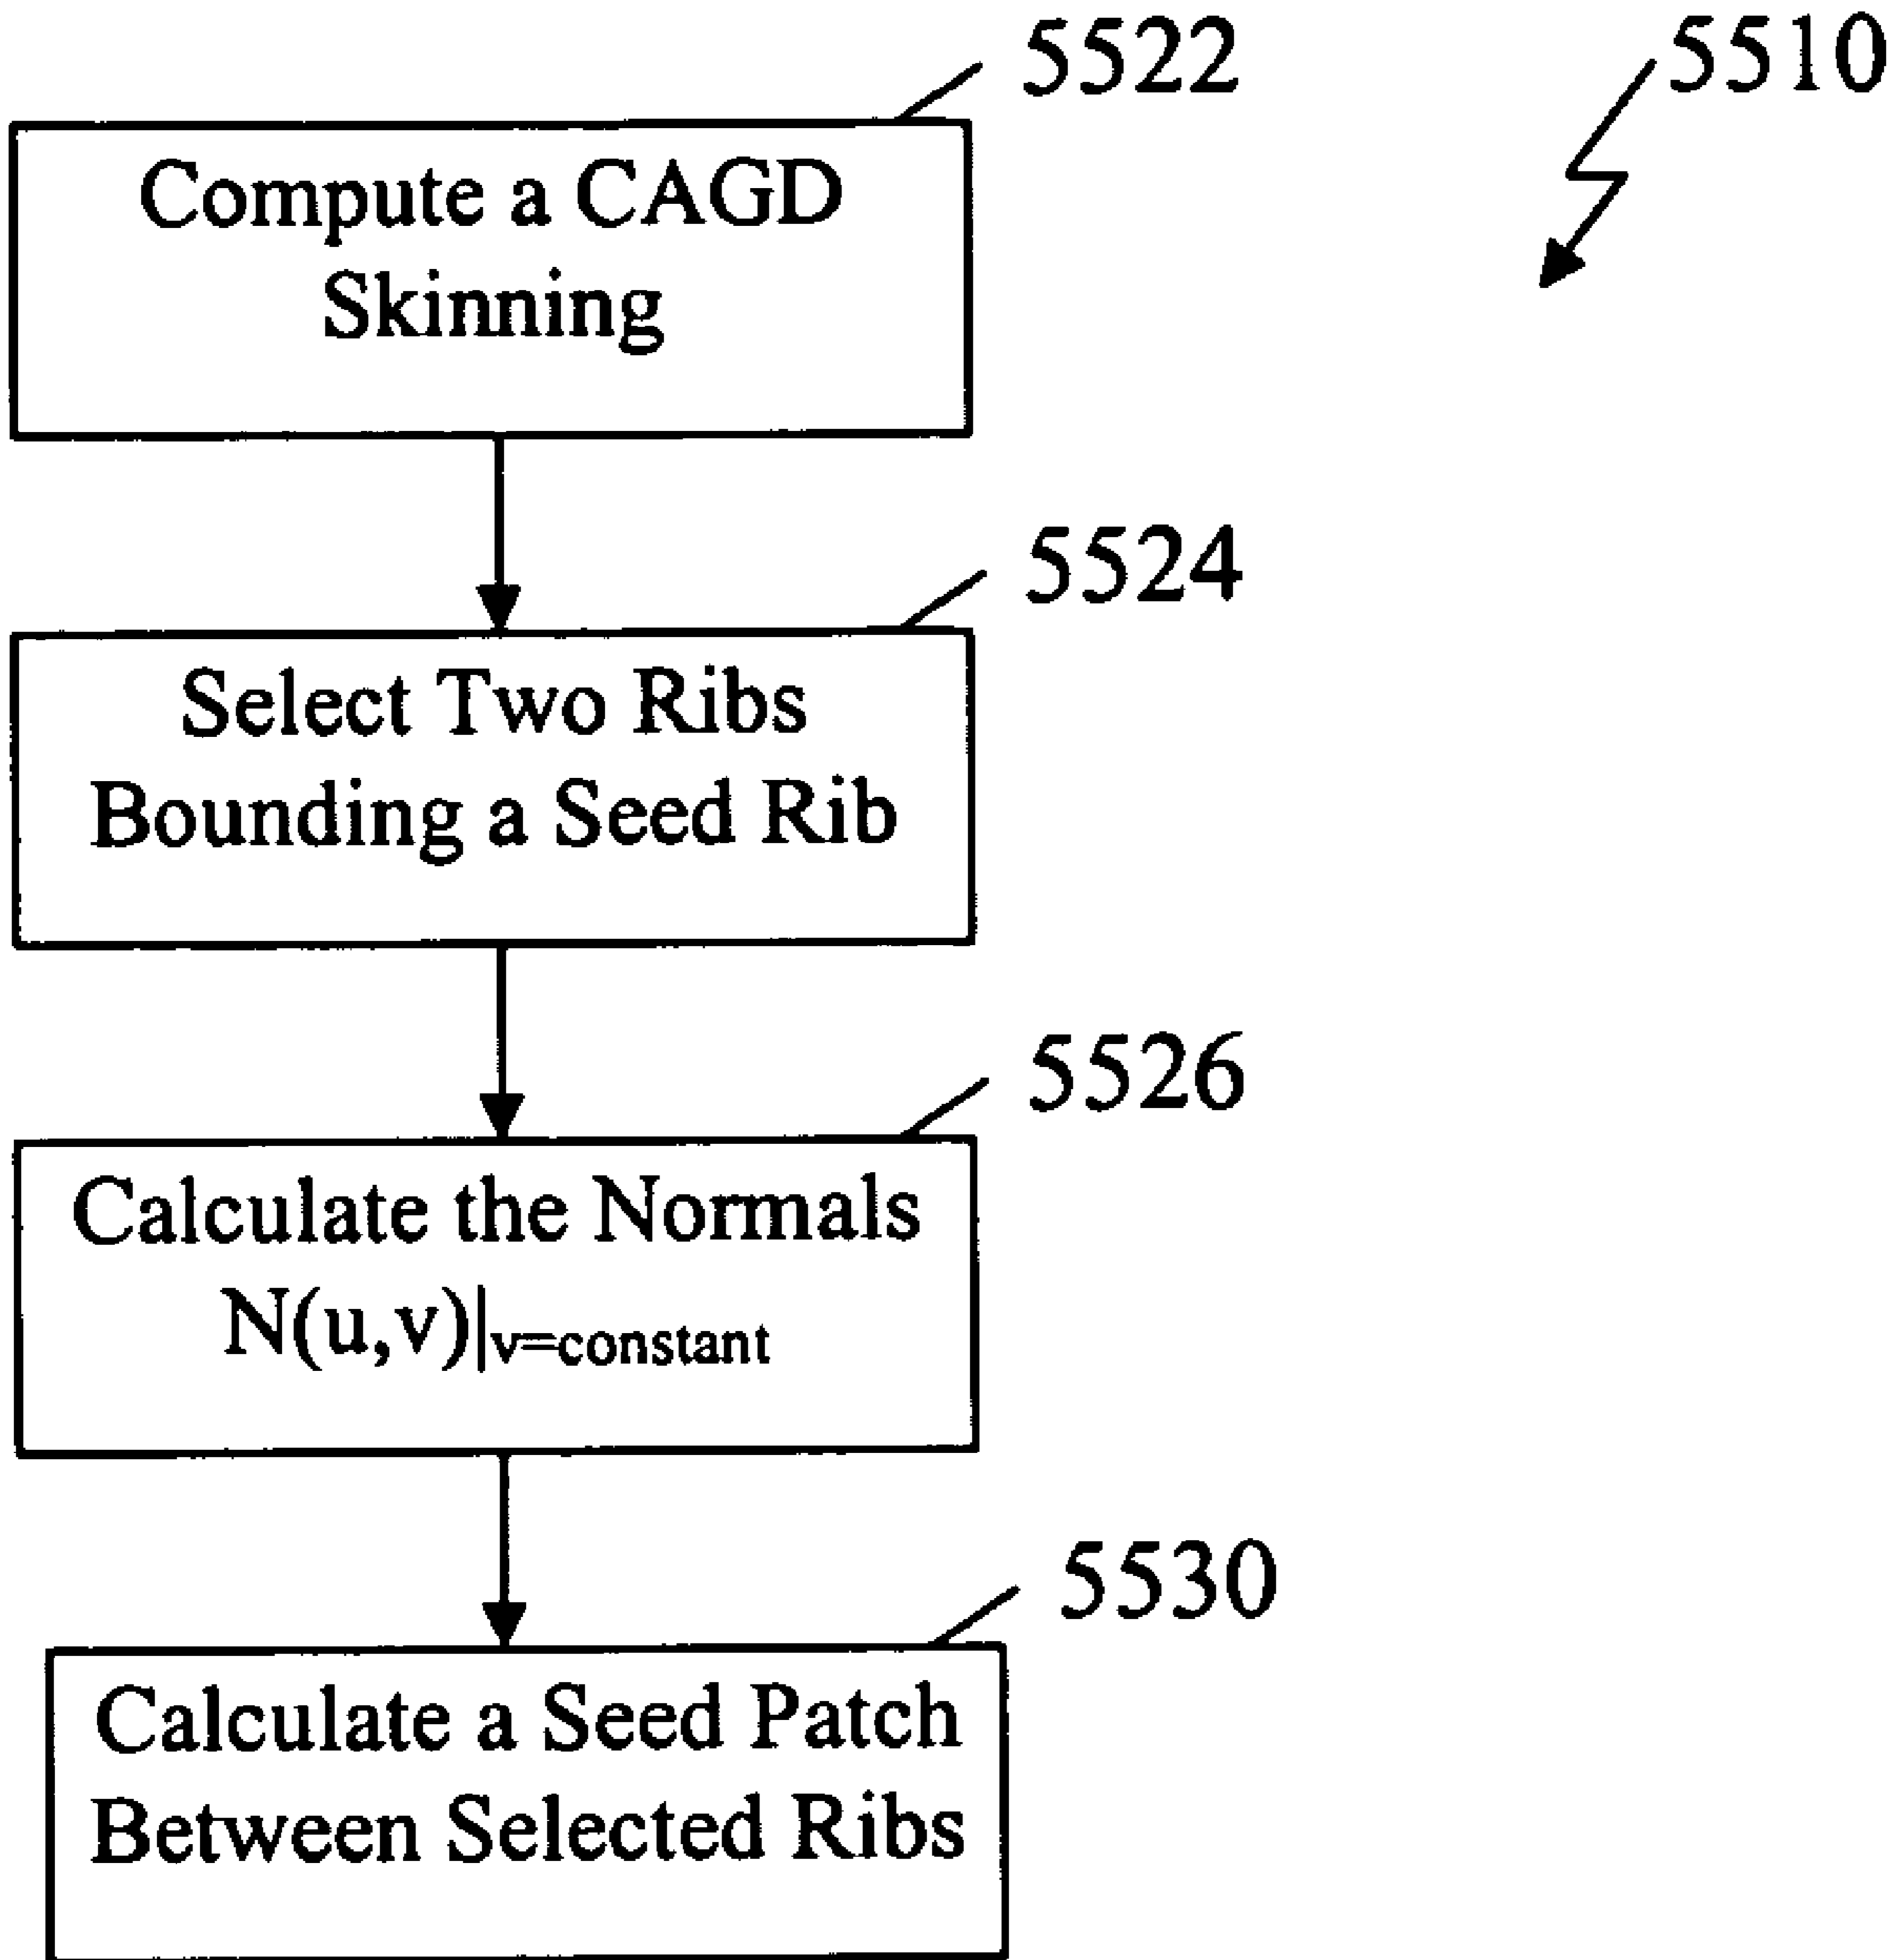 5522
5510
Compute a CAGD
Skinning
5524
Select Two Ribs
Bounding a Seed Rib
5526
Calculate the Normals
N(u,v)|v=constant
5530
Calculate a Seed Patch
Between Selected Ribs